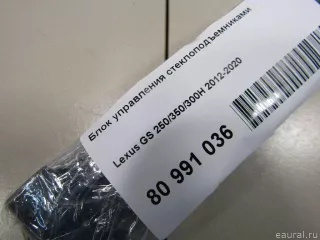 Блок управления стеклоподъемниками
Lexus GS 250/350/300H 2012-2020
80 991 036
eaural.ru